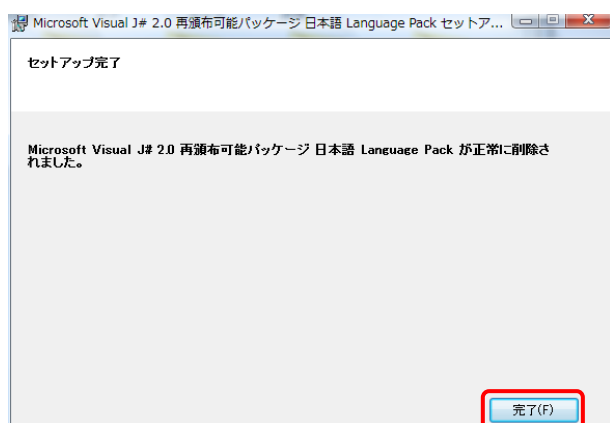 Microsoft Visual J# 2.0 再頒布可能パッケージ 日本語 Language Pack セットア...
セットアップ完了
Microsoft Visual J# 2.0 再頒布可能パッケージ 日本語 Language Pack が正常に削除さ
れました。
完了(F)